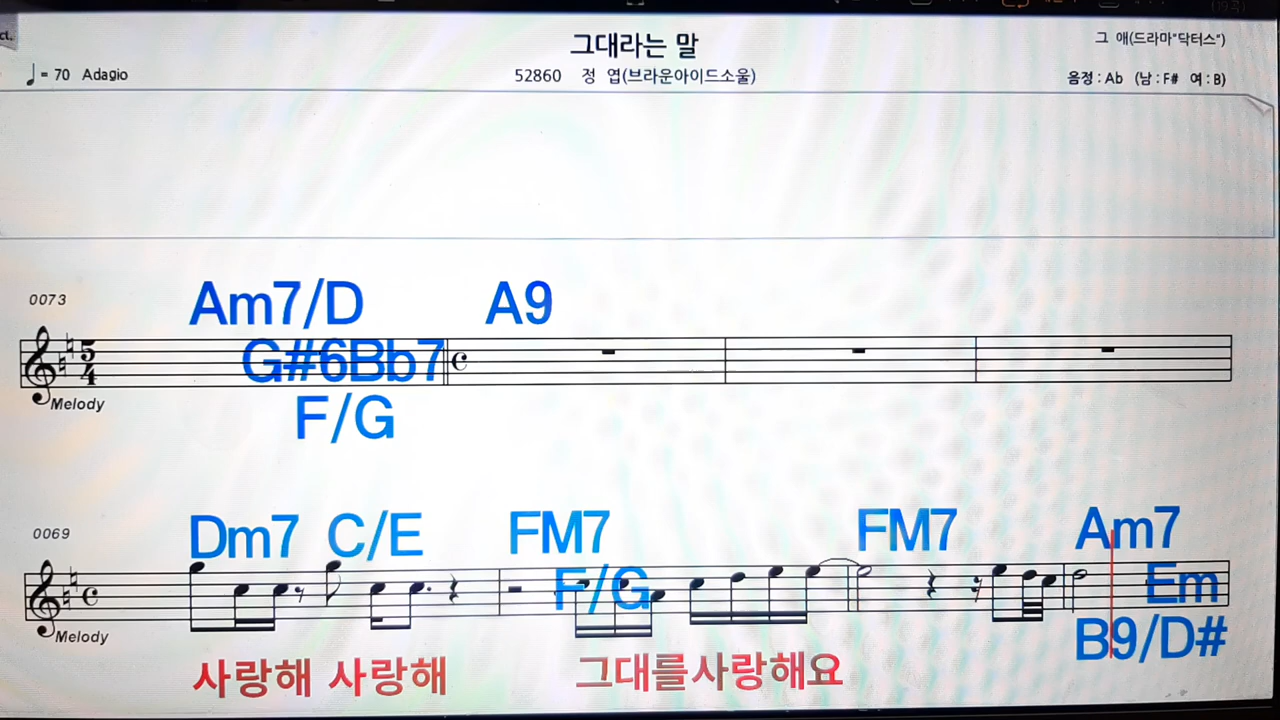 ct.
그대라는 말
그 애(드라마"닥터스")
♩= 70 Adagio
52860 정 엽(브라운아이드소울)
음정 : Ab (남 : F# 여 : B)
0073
Am7/D A9
5/4
G#6Bb7
Melody
F/G
0069
Dm7 C/E FM7 FM7 Am7
F/G Em
Melody
B9/D#
사랑해 사랑해 그대를사랑해요